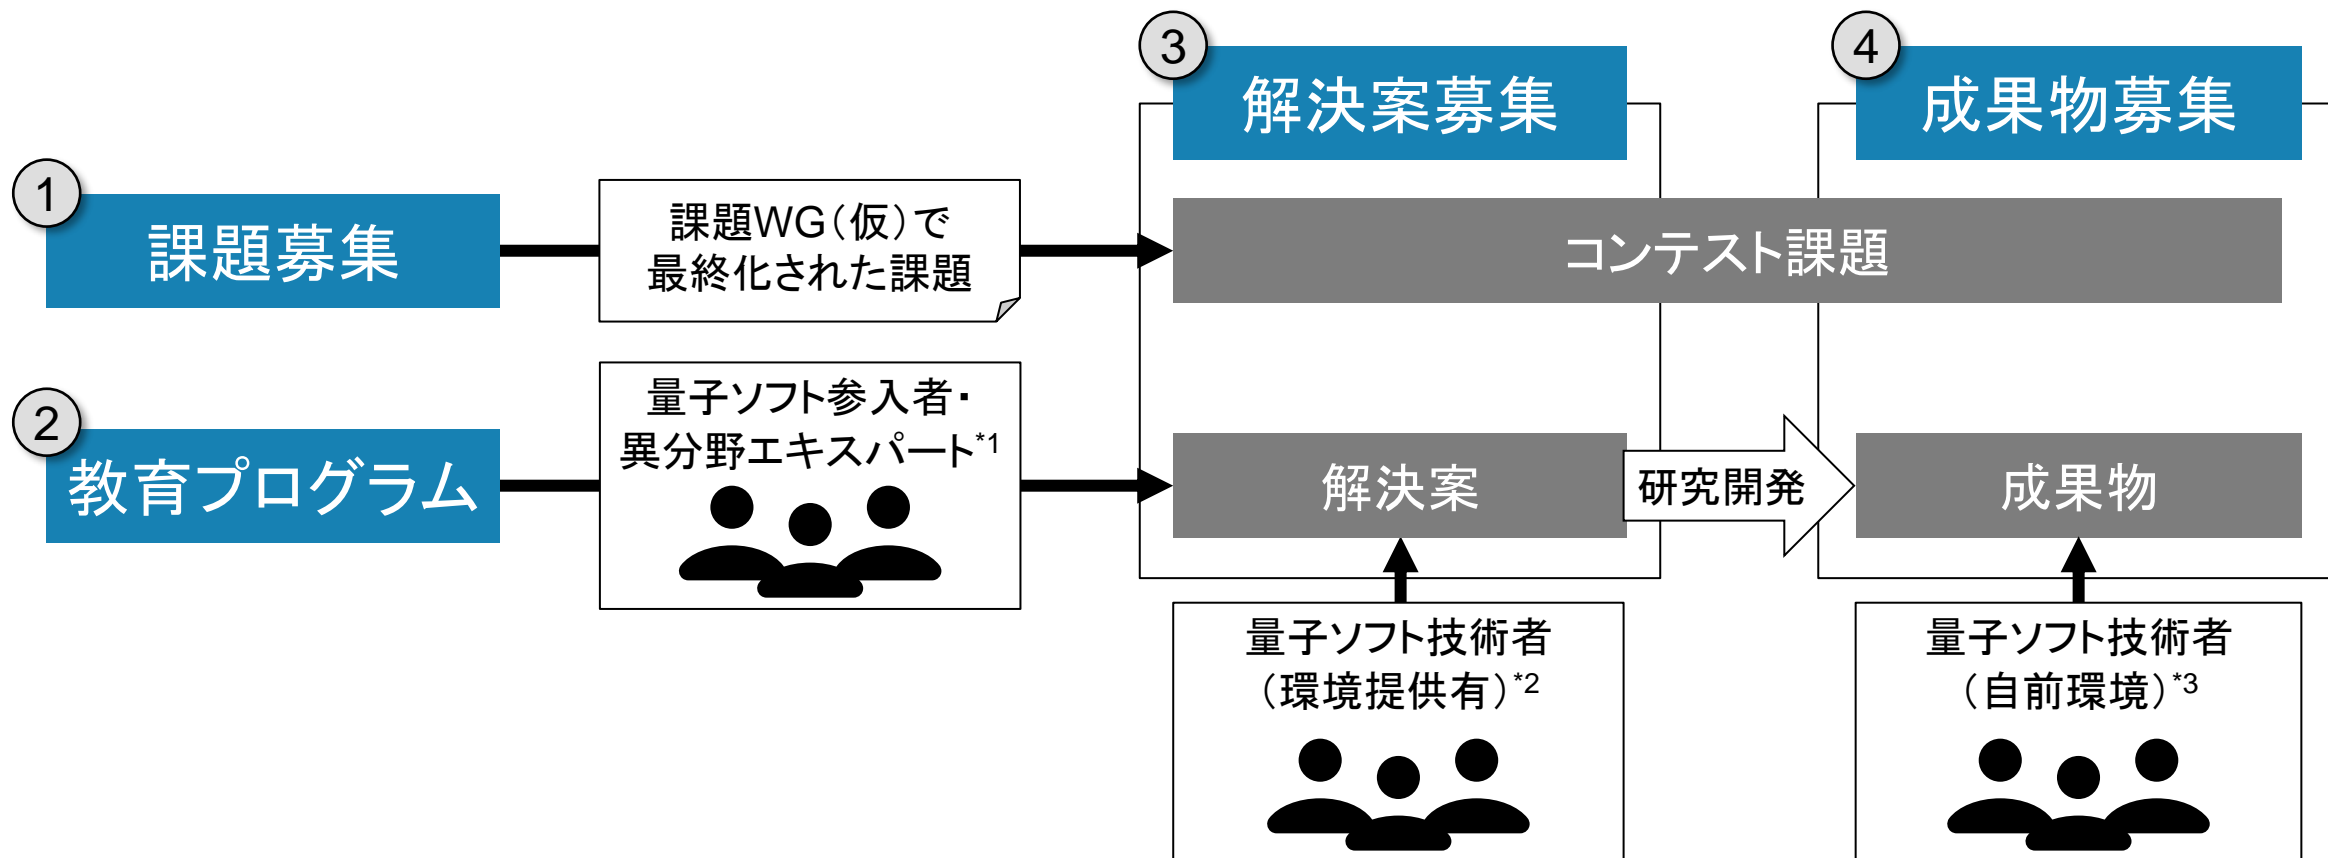 1
課題募集
課題WG(仮)で
最終化された課題
2
教育プログラム
量子ソフト参入者・
異分野エキスパート*1
3
解決案募集
4
成果物募集
コンテスト課題
解決案
研究開発
成果物
量子ソフト技術者
(環境提供有)*2
量子ソフト技術者
(自前環境)*3